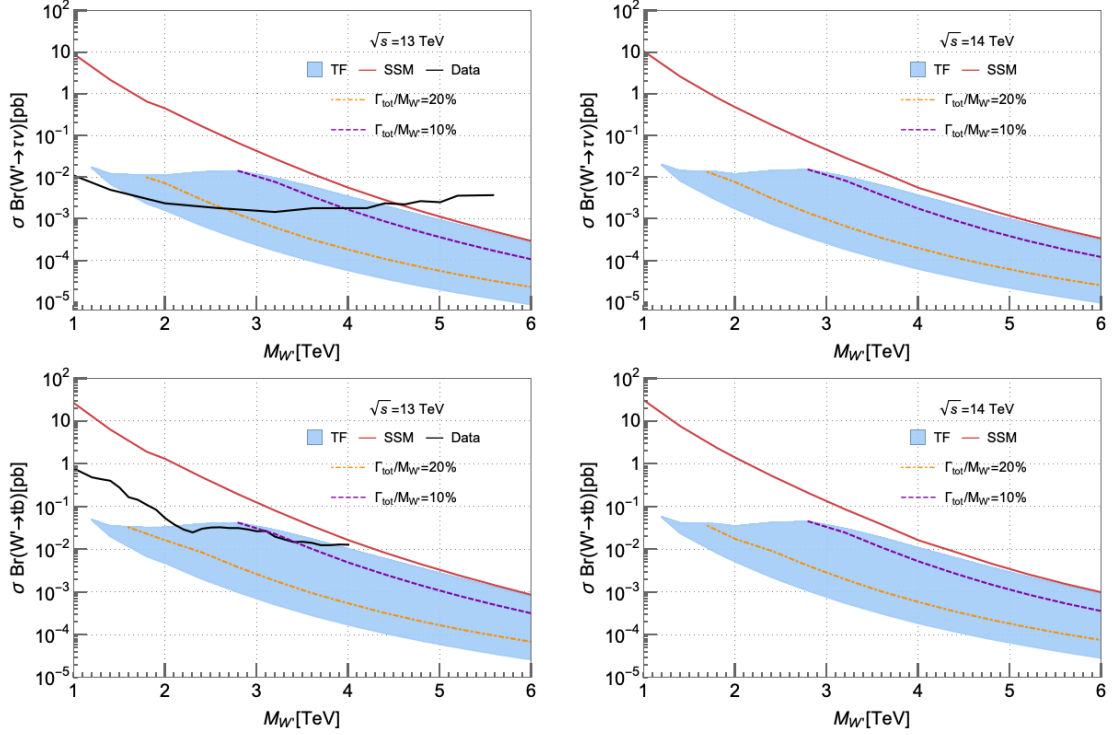 √s =13 TeV
TF SSM Data
Γtot/MW'=20%
Γtot/MW'=10%
σ Br(W'→τν)[pb]
10²
10
1
10⁻¹
10⁻²
10⁻³
10⁻⁴
10⁻⁵
1 2 3 4 5 6
MW'[TeV]
√s =14 TeV
TF SSM
Γtot/MW'=20%
Γtot/MW'=10%
σ Br(W'→τν)[pb]
10²
10
1
10⁻¹
10⁻²
10⁻³
10⁻⁴
10⁻⁵
1 2 3 4 5 6
MW'[TeV]
√s =13 TeV
TF SSM Data
Γtot/MW'=20%
Γtot/MW'=10%
σ Br(W'→tb)[pb]
10²
10
1
10⁻¹
10⁻²
10⁻³
10⁻⁴
10⁻⁵
1 2 3 4 5 6
MW'[TeV]
√s =14 TeV
TF SSM
Γtot/MW'=20%
Γtot/MW'=10%
σ Br(W'→tb)[pb]
10²
10
1
10⁻¹
10⁻²
10⁻³
10⁻⁴
10⁻⁵
1 2 3 4 5 6
MW'[TeV]